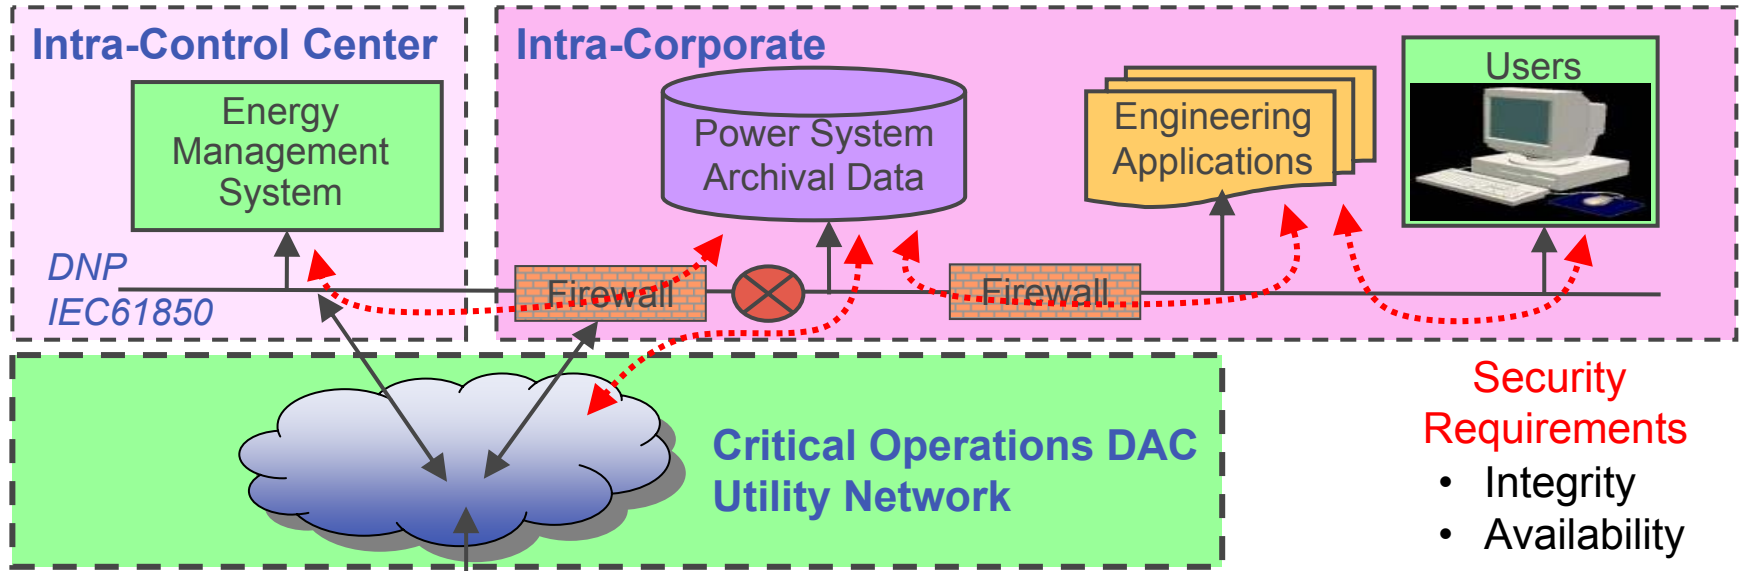 Intra-Control Center
Energy
Management
System
DNP
IEC61850
Intra-Corporate
Power System
Archival Data
Engineering
Applications
Users
Firewall
Firewall
Critical Operations DAC
Utility Network
Security
Requirements
• Integrity
• Availability